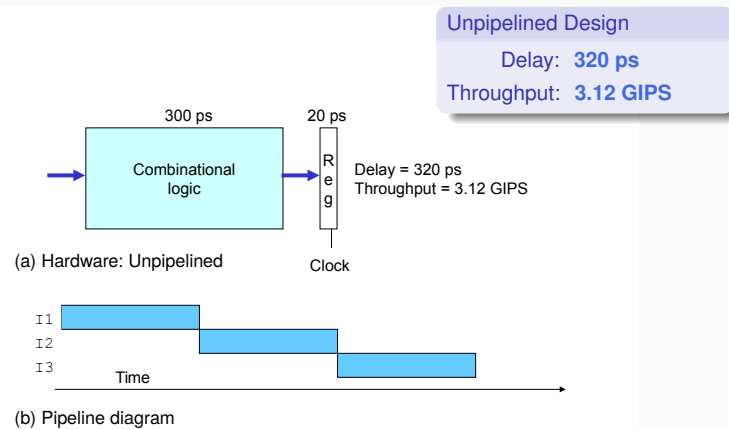 Unpipelined Design
Delay: 320 ps
Throughput: 3.12 GIPS
300 ps
20 ps
Combinational
logic
R
e
g
Delay = 320 ps
Throughput = 3.12 GIPS
(a) Hardware: Unpipelined
Clock
I1
I2
I3
Time
(b) Pipeline diagram